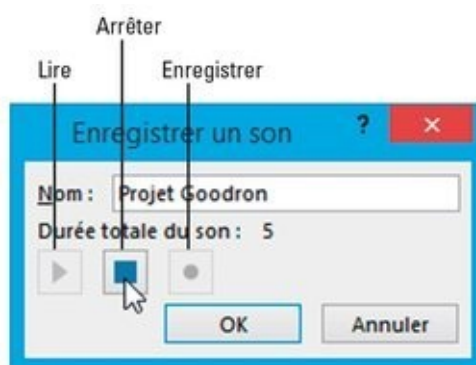 Arrêter
Lire Enregistrer
Enregistrer un son ? ×
Nom : Projet Goodron
Durée totale du son : 5
OK Annuler